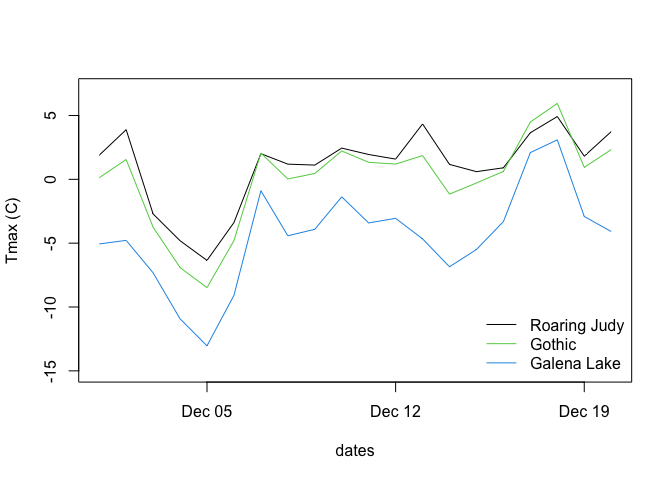 Tmax (C)
5
0
-5
-10
-15
Roaring Judy
Gothic
Galena Lake
Dec 05
Dec 12
Dec 19
dates